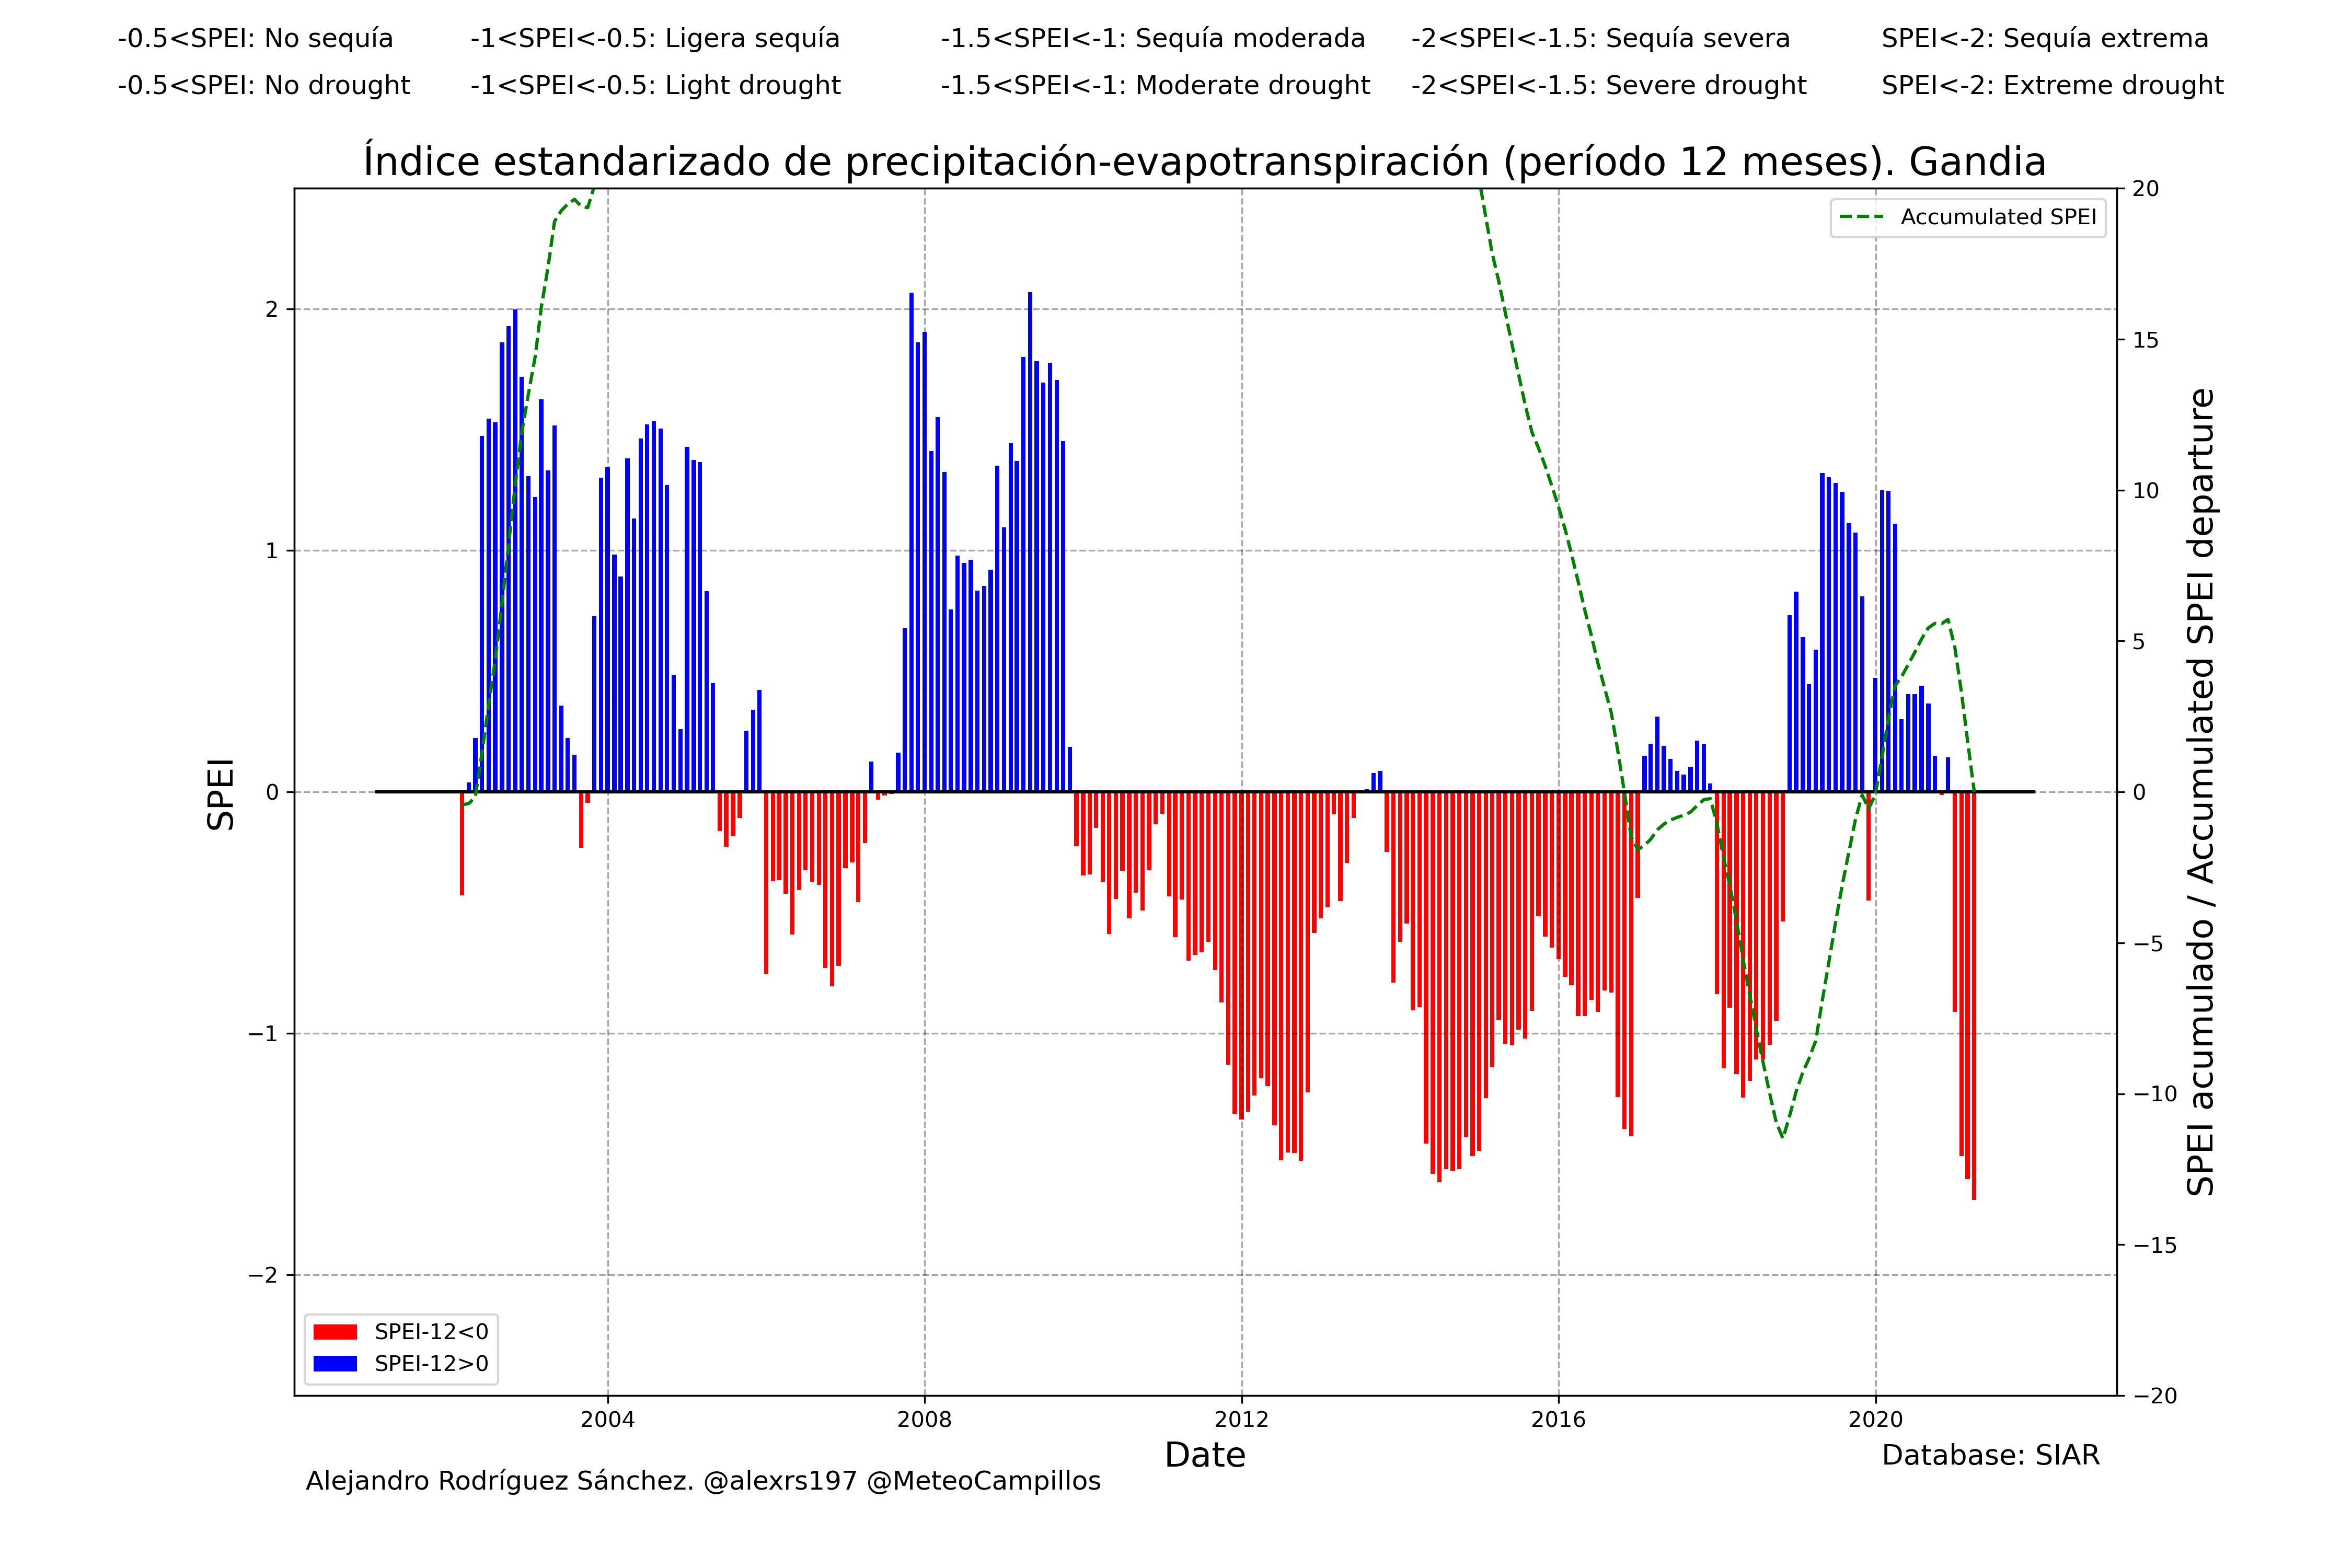 -0.5<SPEI: No sequía -1<SPEI<-0.5: Ligera sequía -1.5<SPEI<-1: Sequía moderada -2<SPEI<-1.5: Sequía severa SPEI<-2: Sequía extrema
-0.5<SPEI: No drought -1<SPEI<-0.5: Light drought -1.5<SPEI<-1: Moderate drought -2<SPEI<-1.5: Severe drought SPEI<-2: Extreme drought
Índice estandarizado de precipitación-evapotranspiración (período 12 meses). Gandia
Accumulated SPEI
SPEI
2
1
0
−1
−2
20
15
10
5
0
−5
−10
−15
−20
SPEI acumulado / Accumulated SPEI departure
SPEI-12<0
SPEI-12>0
2004 2008 2012 2016 2020
Date
Database: SIAR
Alejandro Rodríguez Sánchez. @alexrs197 @MeteoCampillos